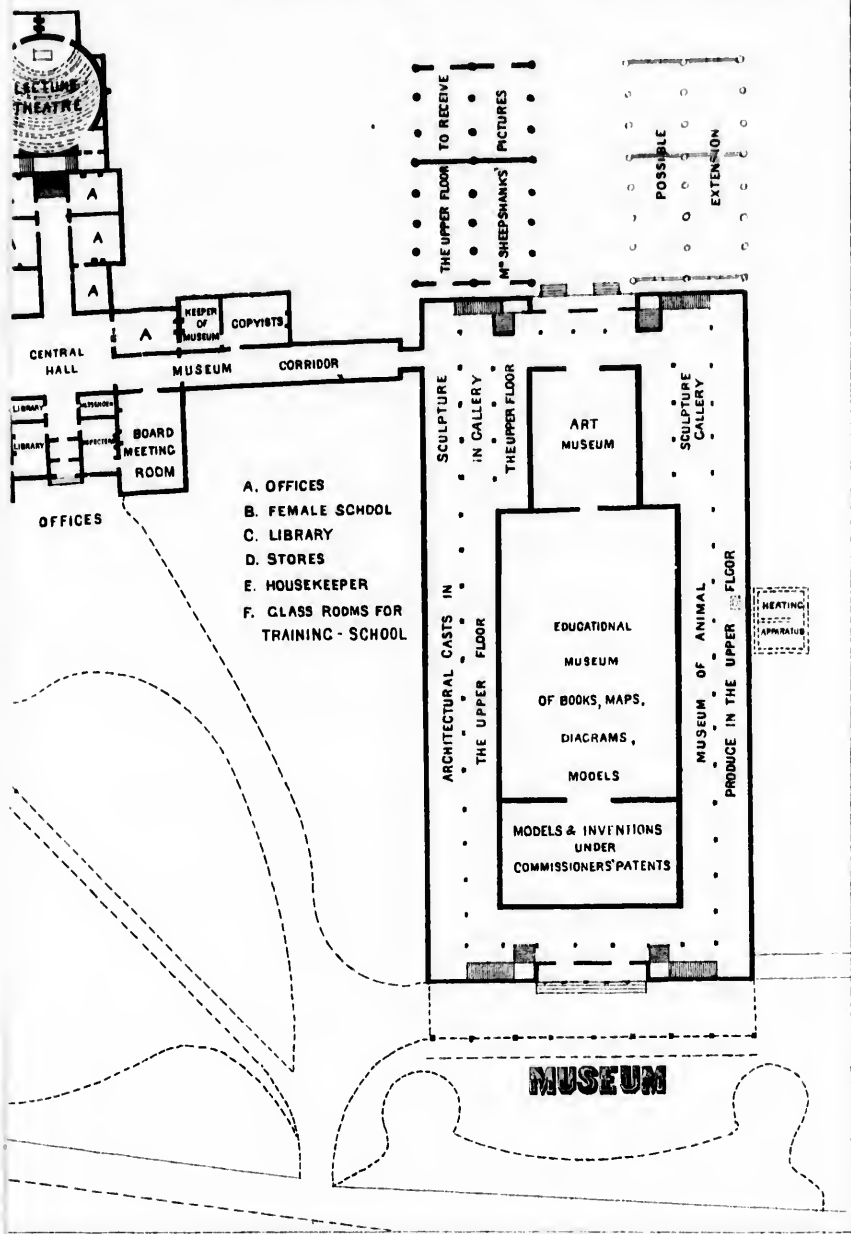 LECTURE
THEATRE
A
A
A
THE UPPER FLOOR TO RECEIVE
Mr SHEEPSHANKS' PICTURES
POSSIBLE
EXTENSION
A
KEEPER
OF
MUSEUM
COPYISTS
CENTRAL
HALL
MUSEUM CORRIDOR
LIBRARY
LIBRARY
BOARD
MEETING
ROOM
OFFICES
A. OFFICES
B. FEMALE SCHOOL
C. LIBRARY
D. STORES
E. HOUSEKEEPER
F. GLASS ROOMS FOR
TRAINING - SCHOOL
SCULPTURE
IN GALLERY
THE UPPER FLOOR
ART
MUSEUM
SCULPTURE
GALLERY
ARCHITECTURAL CASTS IN
THE UPPER FLOOR
EDUCATIONAL
MUSEUM
OF BOOKS, MAPS,
DIAGRAMS,
MODELS
MUSEUM OF ANIMAL
PRODUCE IN THE UPPER FLOOR
HEATING
APPARATUS
MODELS & INVENTIONS
UNDER
COMMISSIONERS' PATENTS
MUSEUM